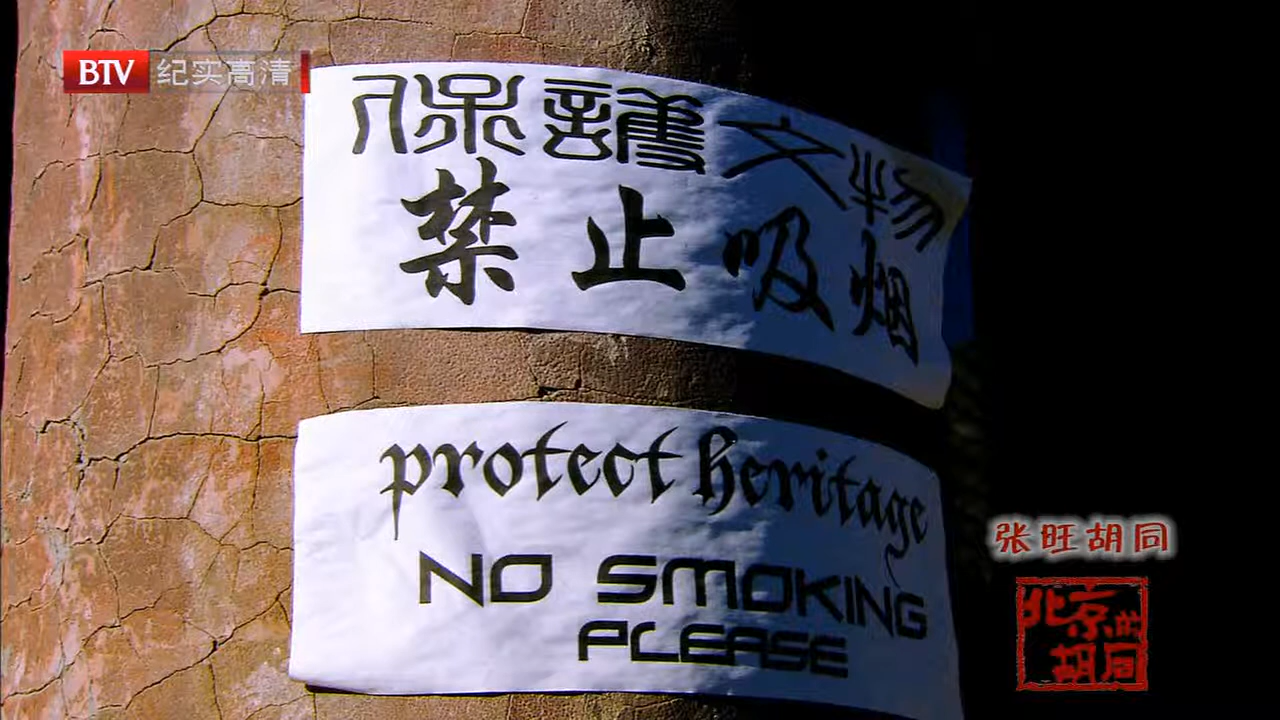 BTV 纪实高清
保護文物
禁止吸烟
protect heritage
NO SMOKING
PLEASE
张旺胡同
北京的
胡同